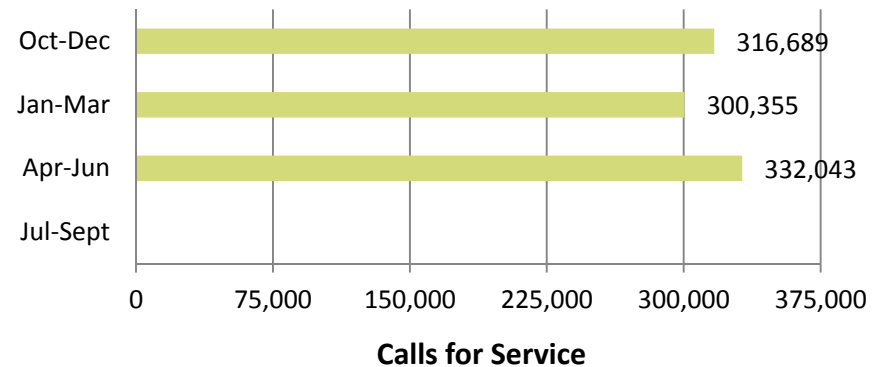 Oct-Dec 316,689
Jan-Mar 300,355
Apr-Jun 332,043
Jul-Sept
0 75,000 150,000 225,000 300,000 375,000
Calls for Service